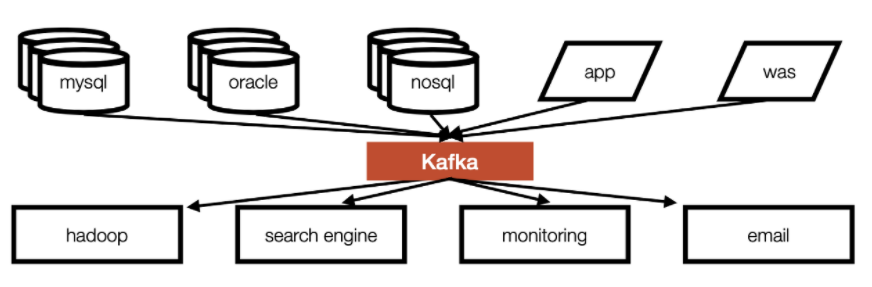 mysql
oracle
nosql
app
was
Kafka
hadoop
search engine
monitoring
email